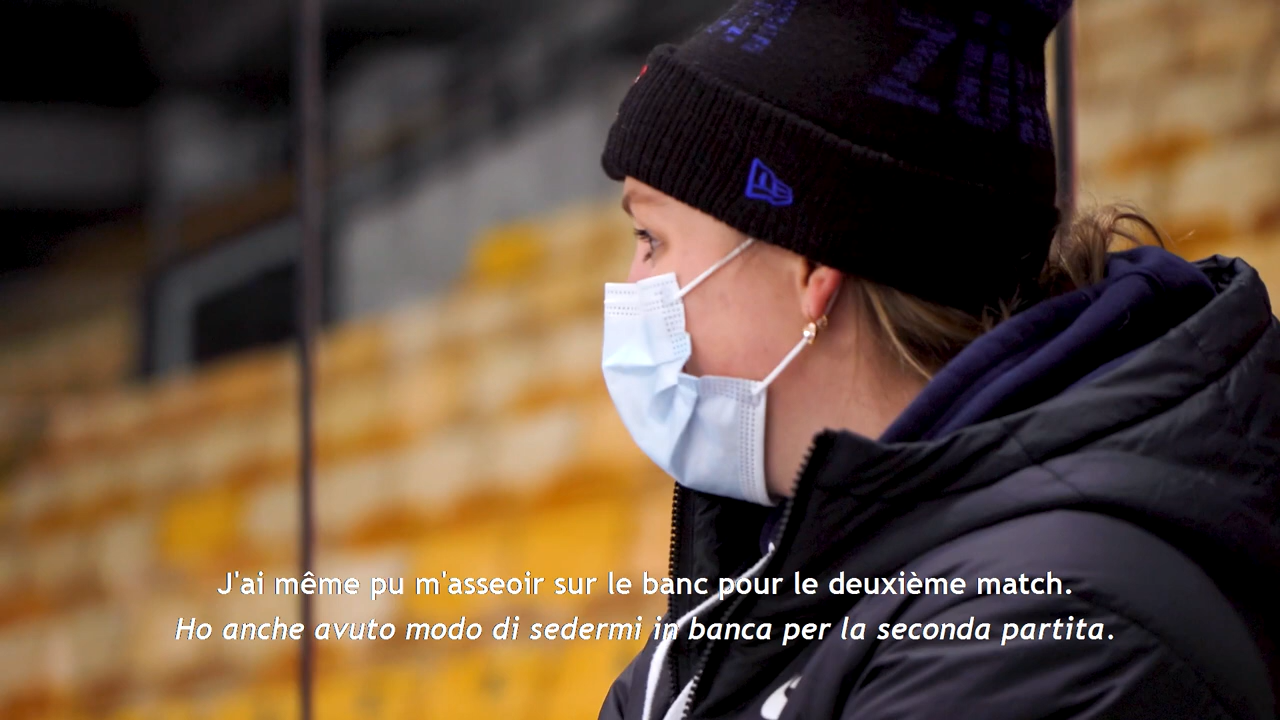 J'ai même pu m'asseoir sur le banc pour le deuxième match.
Ho anche avuto modo di sedermi in banca per la seconda partita.